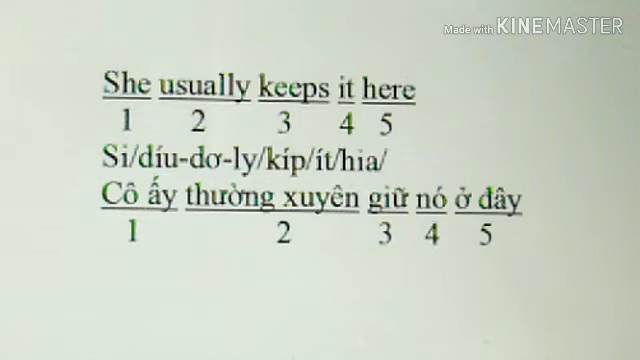 Made with KINEMASTER
She usually keeps it here
1 2 3 4 5
Si/díu-dơ-ly/kíp/ít/hia/
Cô ấy thường xuyên giữ nó ở đây
1 2 3 4 5